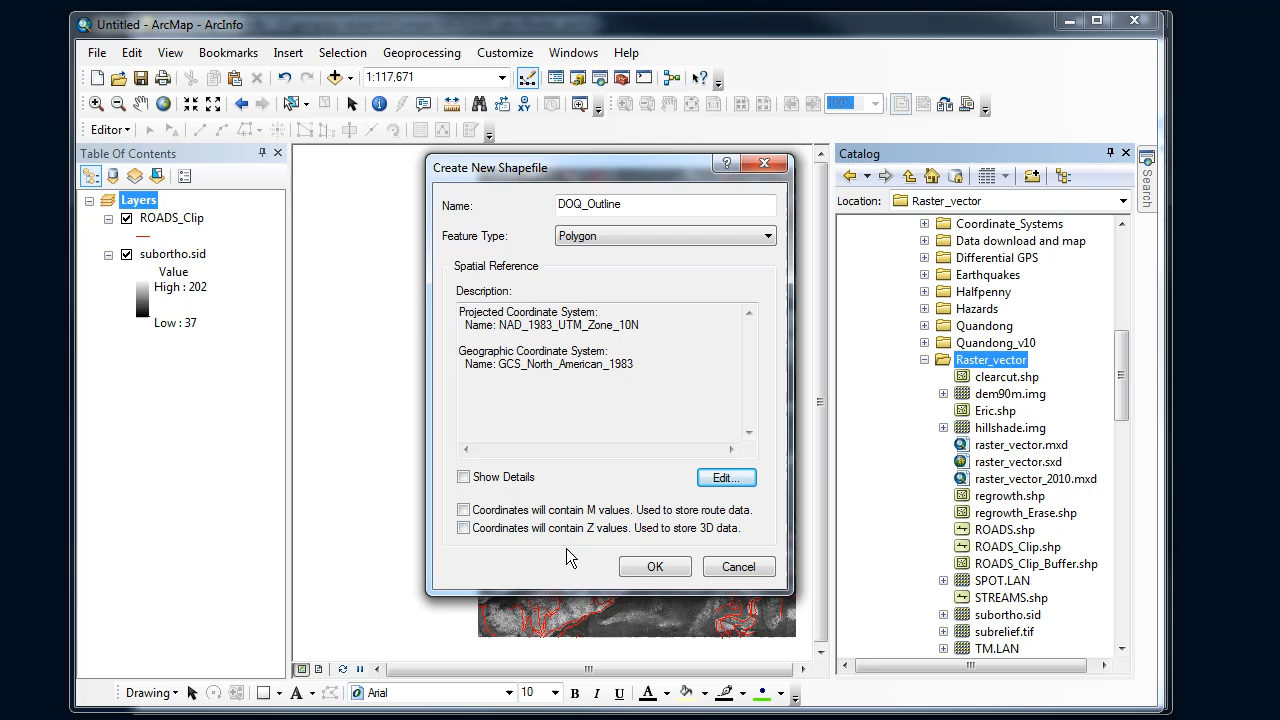 Untitled - ArcMap - ArcInfo
File Edit View Bookmarks Insert Selection Geoprocessing Customize Windows Help
1:117,671
100%
Editor
Table Of Contents
Layers
ROADS_Clip
subortho.sid
Value
High : 202
Low : 37
Create New Shapefile
Name: DOQ_Outline
Feature Type: Polygon
Spatial Reference
Description:
Projected Coordinate System:
Name: NAD_1983_UTM_Zone_10N
Geographic Coordinate System:
Name: GCS_North_American_1983
Show Details
Edit...
Coordinates will contain M values. Used to store route data.
Coordinates will contain Z values. Used to store 3D data.
OK Cancel
Catalog
Location: Raster_vector
Coordinate_Systems
Data download and map
Differential GPS
Earthquakes
Halfpenny
Hazards
Quandong
Quandong_v10
Raster_vector
clearcut.shp
dem90m.img
Eric.shp
hillshade.img
raster_vector.mxd
raster_vector.sxd
raster_vector_2010.mxd
regrowth.shp
regrowth_Erase.shp
ROADS.shp
ROADS_Clip.shp
ROADS_Clip_Buffer.shp
SPOT.LAN
STREAMS.shp
subortho.sid
subrelief.tif
TM.LAN
Search
Drawing A Arial 10 B I U A